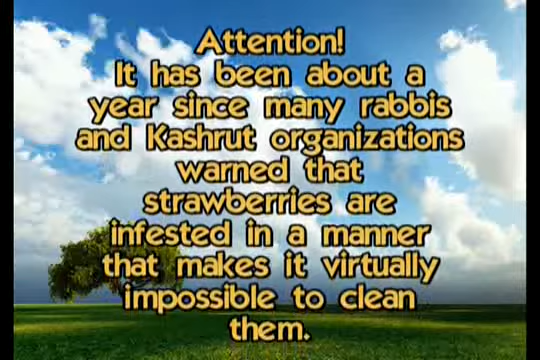 Attention!
It has been about a
year since many rabbis
and Kashrut organizations
warned that
strawberries are
infested in a manner
that makes it virtually
impossible to clean
them.